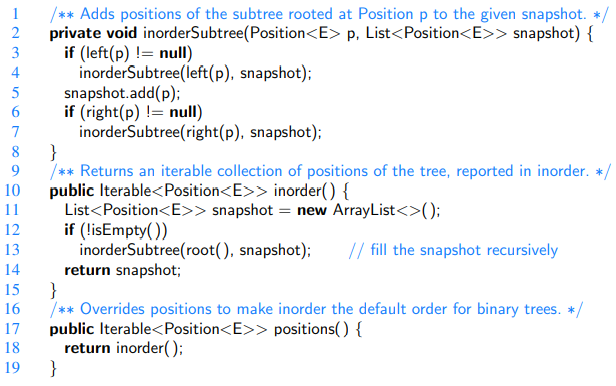 1 /** Adds positions of the subtree rooted at Position p to the given snapshot. */
2 private void inorderSubtree(Position<E> p, List<Position<E>> snapshot) {
3 if (left(p) != null)
4 inorderSubtree(left(p), snapshot);
5 snapshot.add(p);
6 if (right(p) != null)
7 inorderSubtree(right(p), snapshot);
8 }
9 /** Returns an iterable collection of positions of the tree, reported in inorder. */
10 public Iterable<Position<E>> inorder() {
11 List<Position<E>> snapshot = new ArrayList<>();
12 if (!isEmpty())
13 inorderSubtree(root(), snapshot); // fill the snapshot recursively
14 return snapshot;
15 }
16 /** Overrides positions to make inorder the default order for binary trees. */
17 public Iterable<Position<E>> positions() {
18 return inorder();
19 }